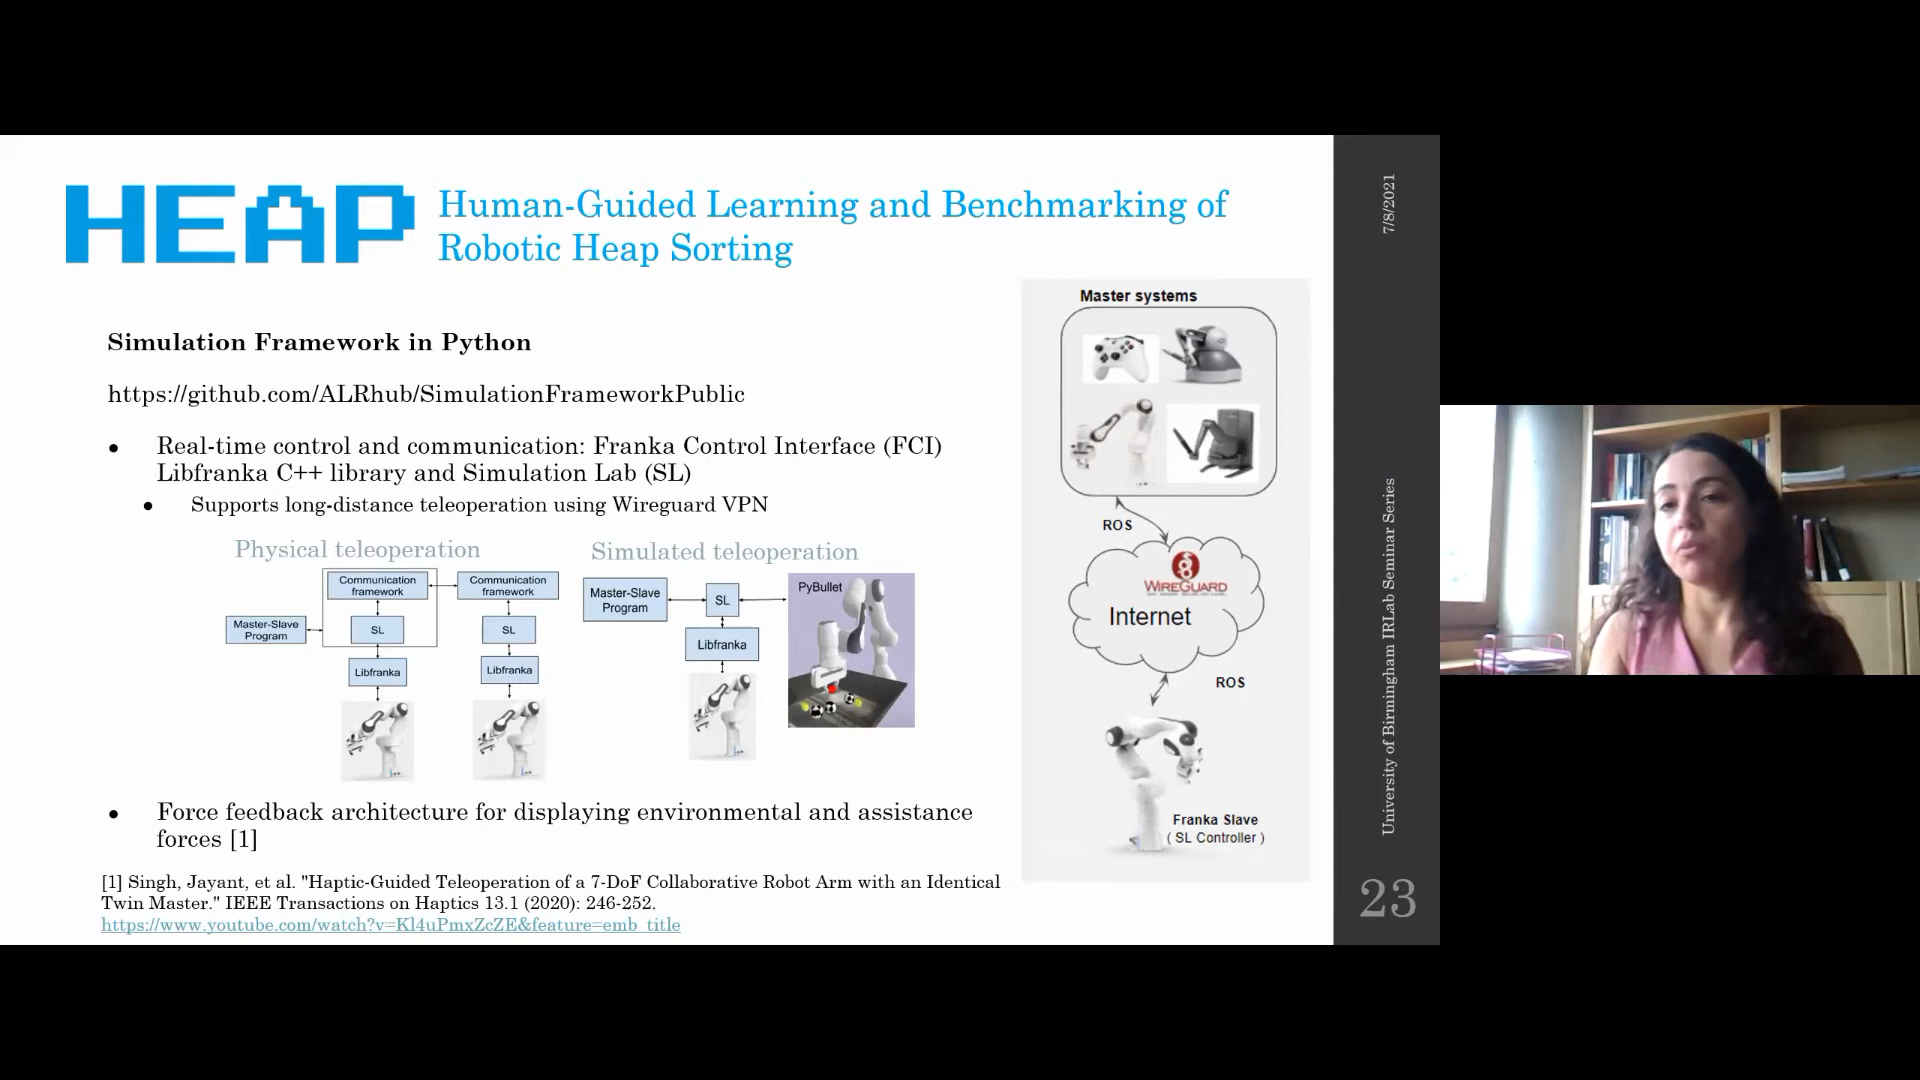 HEAP
Human-Guided Learning and Benchmarking of
Robotic Heap Sorting
Simulation Framework in Python
https://github.com/ALRhub/SimulationFrameworkPublic
• Real-time control and communication: Franka Control Interface (FCI)
Libfranka C++ library and Simulation Lab (SL)
• Supports long-distance teleoperation using Wireguard VPN
Physical teleoperation
Communication
framework
Communication
framework
Master-Slave
Program
SL
SL
Libfranka
Libfranka
Simulated teleoperation
Master-Slave
Program
SL
PyBullet
Libfranka
• Force feedback architecture for displaying environmental and assistance
forces [1]
[1] Singh, Jayant, et al. "Haptic-Guided Teleoperation of a 7-DoF Collaborative Robot Arm with an Identical
Twin Master." IEEE Transactions on Haptics 13.1 (2020): 246-252.
https://www.youtube.com/watch?v=Kl4uPmxZcZE&feature=emb_title
Master systems
ROS
WIREGUARD
Internet
ROS
Franka Slave
( SL Controller )
7/8/2021
University of Birmingham IRLab Seminar Series
23